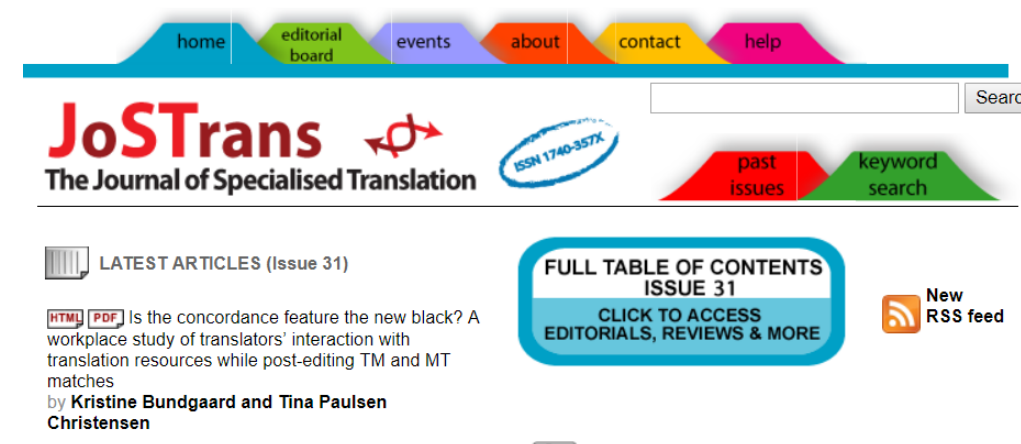 home
editorial
board
events
about
contact
help
Searc
JoSTrans
The Journal of Specialised Translation
ISSN 1740-357X
past
issues
keyword
search
LATEST ARTICLES (Issue 31)
HTML PDF Is the concordance feature the new black? A
workplace study of translators' interaction with
translation resources while post-editing TM and MT
matches
by Kristine Bundgaard and Tina Paulsen
Christensen
FULL TABLE OF CONTENTS
ISSUE 31
CLICK TO ACCESS
EDITORIALS, REVIEWS & MORE
New
RSS feed